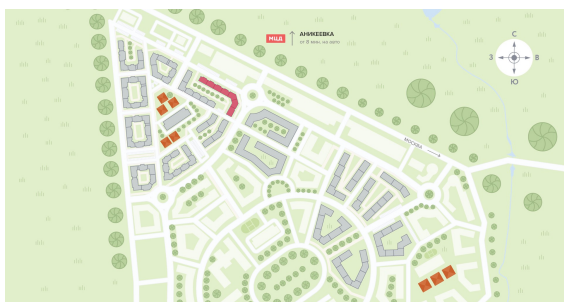 МЦД
АНИКЕЕВКА
от 8 мин. на авто
С
З
В
Ю
МОСКВА